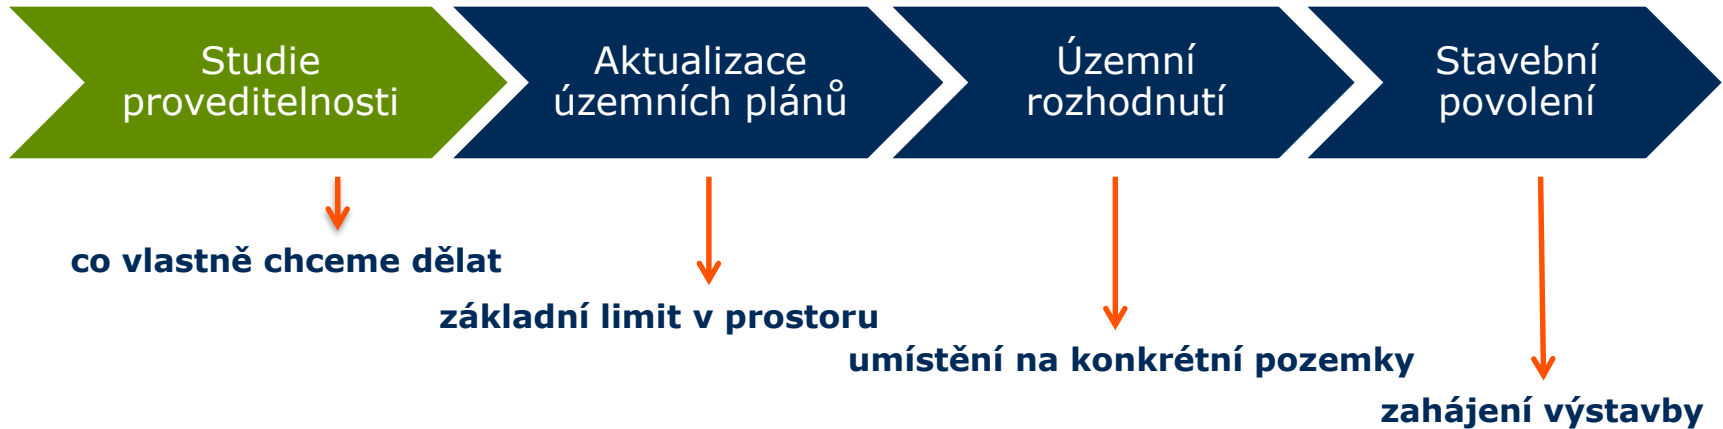 Studie
proveditelnosti
Aktualizace
územních plánů
Územní
rozhodnutí
Stavební
povolení
co vlastně chceme dělat
základní limit v prostoru
umístění na konkrétní pozemky
zahájení výstavby